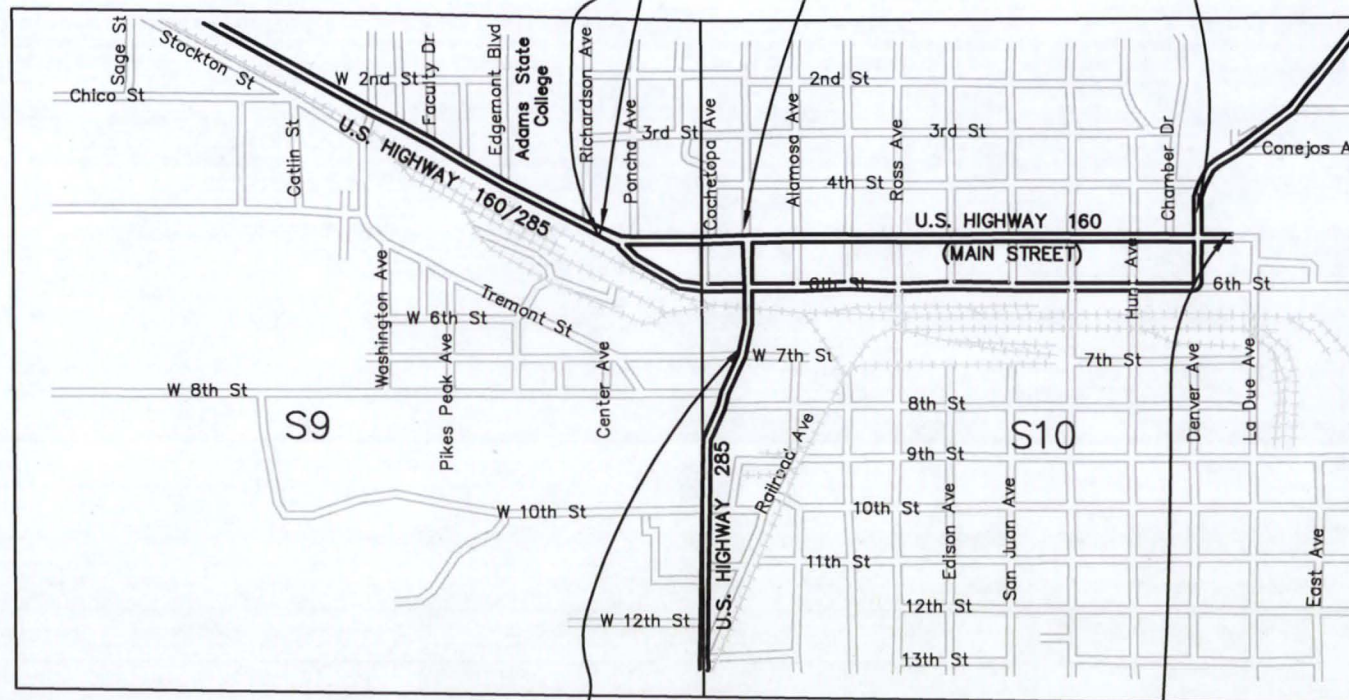 Sage St
Stockton St
W 2nd St
Facuity Dr
Edgemont Blvd
Adams State
College
Richardson Ave
Poncha Ave
2nd St
Chico St
Catlin St
3rd St
Cochetopa Ave
Alamosa Ave
Ross Ave
3rd St
Chamber Dr
Conejos A
4th St
U.S. HIGHWAY 160/285
U.S. HIGHWAY 160
(MAIN STREET)
Hun Ave
6th St
Washington Ave
W 6th St
Tremont St
Pikes Peak Ave
Center Ave
W 7th St
7th St
Denver Ave
La Due Ave
W 8th St
8th St
S9
S10
9th St
U.S. HIGHWAY 285
Railroad Ave
W 10th St
10th St
Edison Ave
San Juan Ave
11th St
East Ave
W 12th St
12th St
13th St